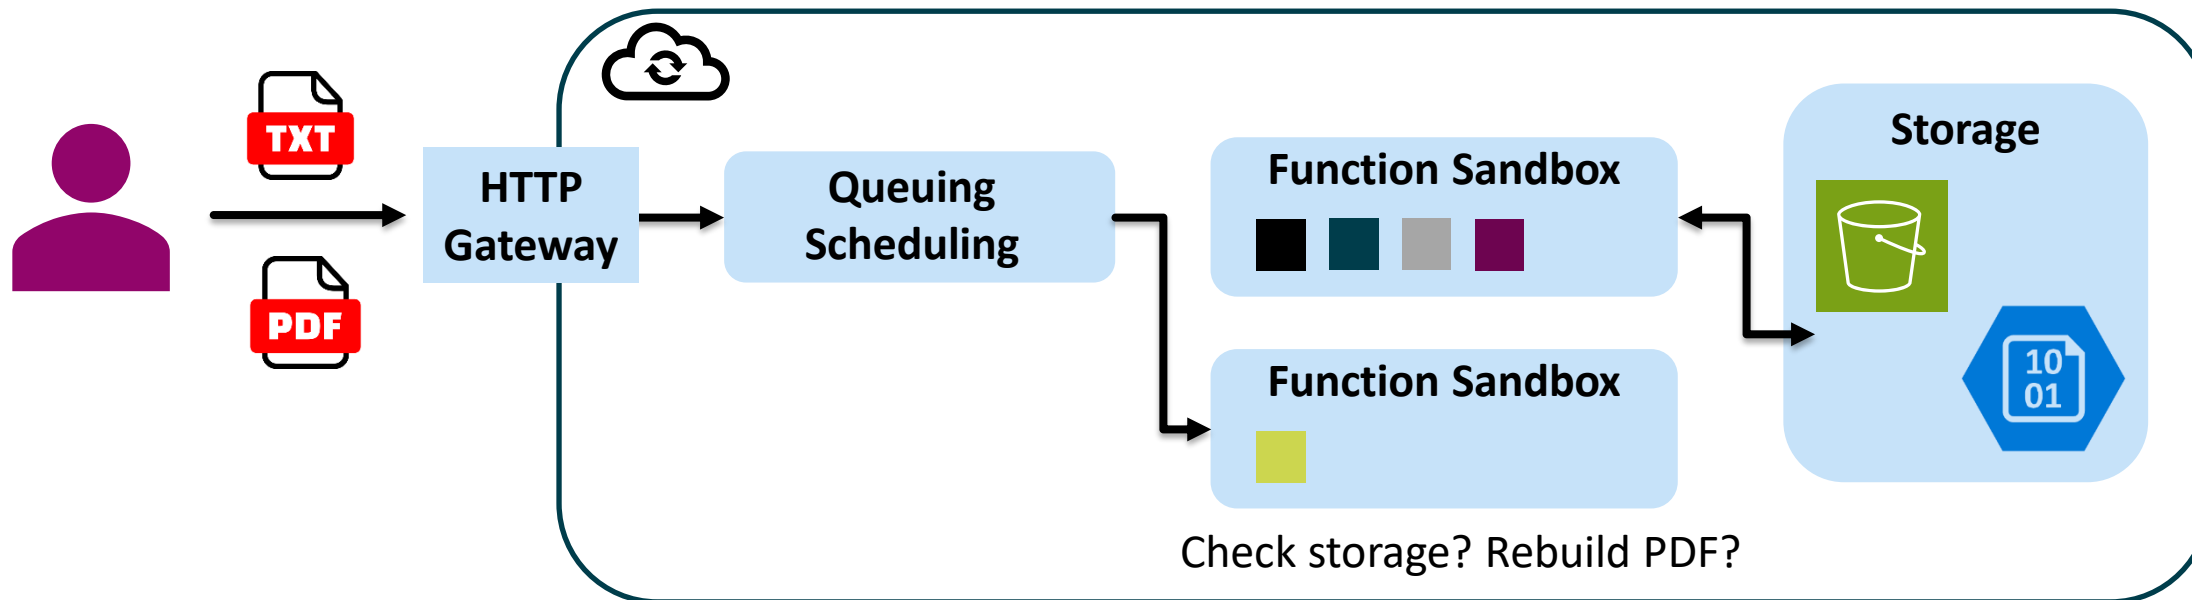 TXT
PDF
HTTP
Gateway
Queuing
Scheduling
Function Sandbox
Function Sandbox
Check storage? Rebuild PDF?
Storage
10
01